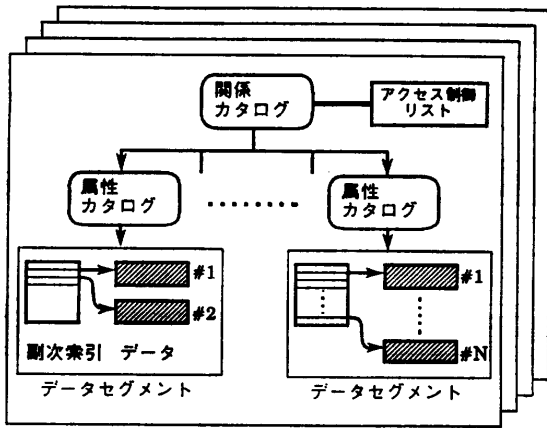 関係
カタログ
アクセス制御
リスト
属性
カタログ
属性
カタログ
#1
#2
副次索引 データ
データセグメント
#1
#N
データセグメント